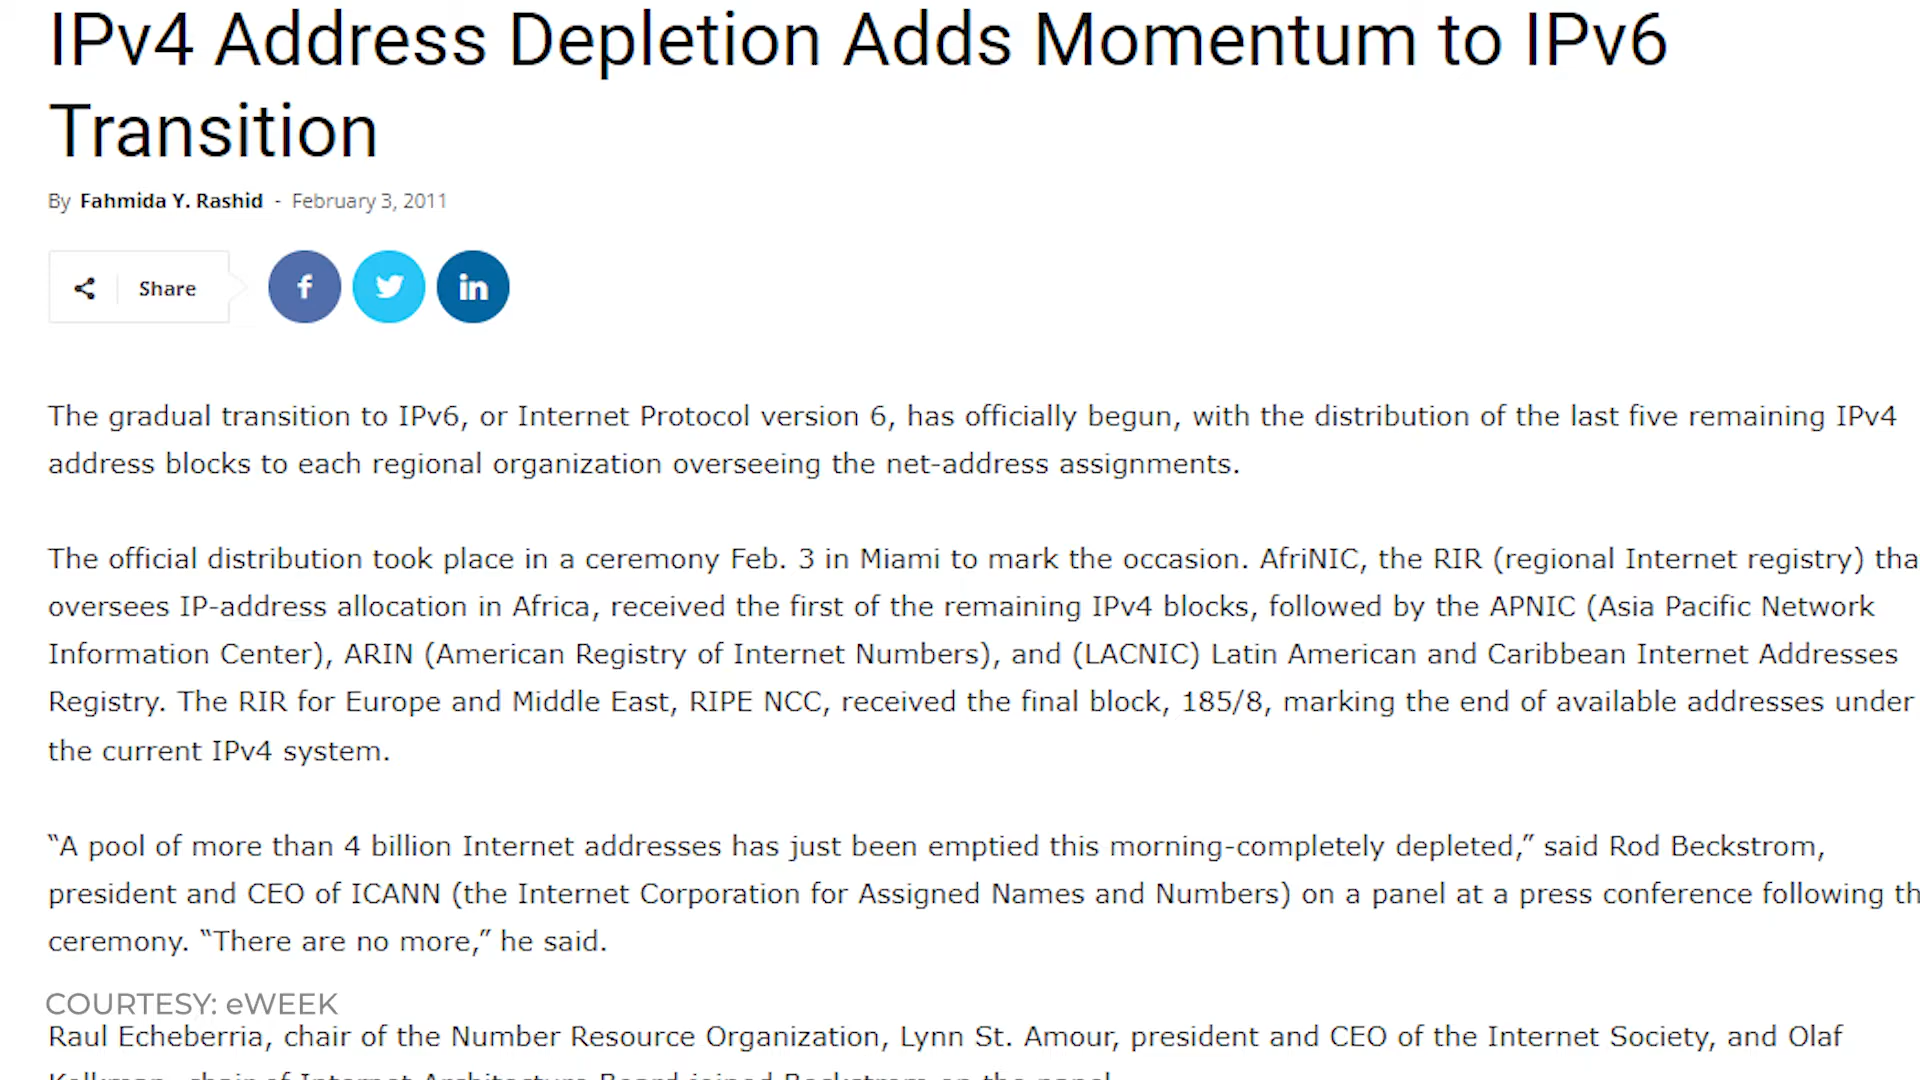 IPv4 Address Depletion Adds Momentum to IPv6
Transition
By Fahmida Y. Rashid - February 3, 2011
Share
The gradual transition to IPv6, or Internet Protocol version 6, has officially begun, with the distribution of the last five remaining IPv4
address blocks to each regional organization overseeing the net-address assignments.
The official distribution took place in a ceremony Feb. 3 in Miami to mark the occasion. AfriNIC, the RIR (regional Internet registry) tha
oversees IP-address allocation in Africa, received the first of the remaining IPv4 blocks, followed by the APNIC (Asia Pacific Network
Information Center), ARIN (American Registry of Internet Numbers), and (LACNIC) Latin American and Caribbean Internet Addresses
Registry. The RIR for Europe and Middle East, RIPE NCC, received the final block, 185/8, marking the end of available addresses under
the current IPv4 system.
“A pool of more than 4 billion Internet addresses has just been emptied this morning-completely depleted,” said Rod Beckstrom,
president and CEO of ICANN (the Internet Corporation for Assigned Names and Numbers) on a panel at a press conference following th
ceremony. “There are no more,” he said.
COURTESY: eWEEK
Raul Echeberria, chair of the Number Resource Organization, Lynn St. Amour, president and CEO of the Internet Society, and Olaf
chair of Internet Architecture Board joined Beckstrom on the panel.